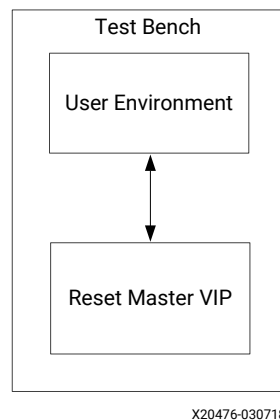 Test Bench
User Environment
Reset Master VIP
X20476-030718